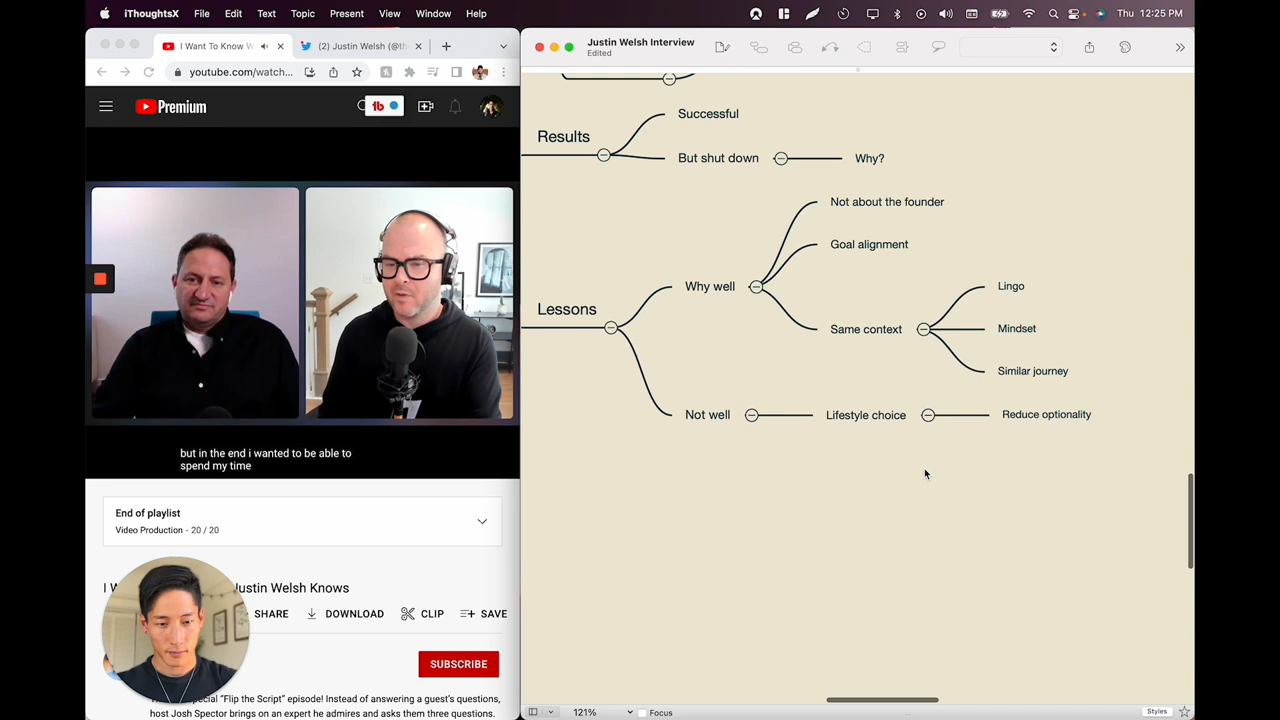 iThoughtsX File Edit Text Topic Present View Window Help
Thu 12:25 PM
I Want To Know W
(2) Justin Welsh (@th
youtube.com/watch...
Premium
tb
but in the end i wanted to be able to
spend my time
End of playlist
Video Production - 20 / 20
Justin Welsh Knows
SHARE DOWNLOAD CLIP SAVE
SUBSCRIBE
special "Flip the Script" episode! Instead of answering a guest's questions,
host Josh Spector brings on an expert he admires and asks them three questions.
Justin Welsh Interview
Edited
Results
Successful
But shut down
Why?
Lessons
Why well
Not about the founder
Goal alignment
Same context
Lingo
Mindset
Similar journey
Not well
Lifestyle choice
Reduce optionality
121%
Focus
Styles